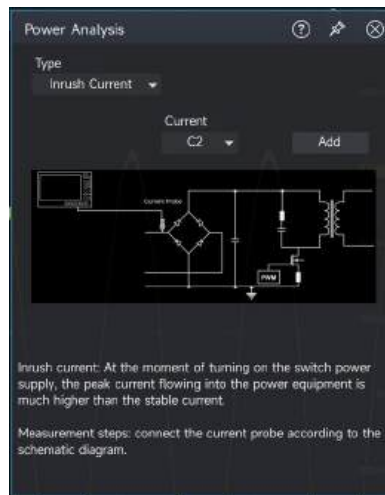 Power Analysis
Type
Inrush Current
Current
C2
Add
Current Probe
PWM
Inrush current: At the moment of turning on the switch power
supply, the peak current flowing into the power equipment is
much higher than the stable current.
Measurement steps: connect the current probe according to the
schematic diagram.